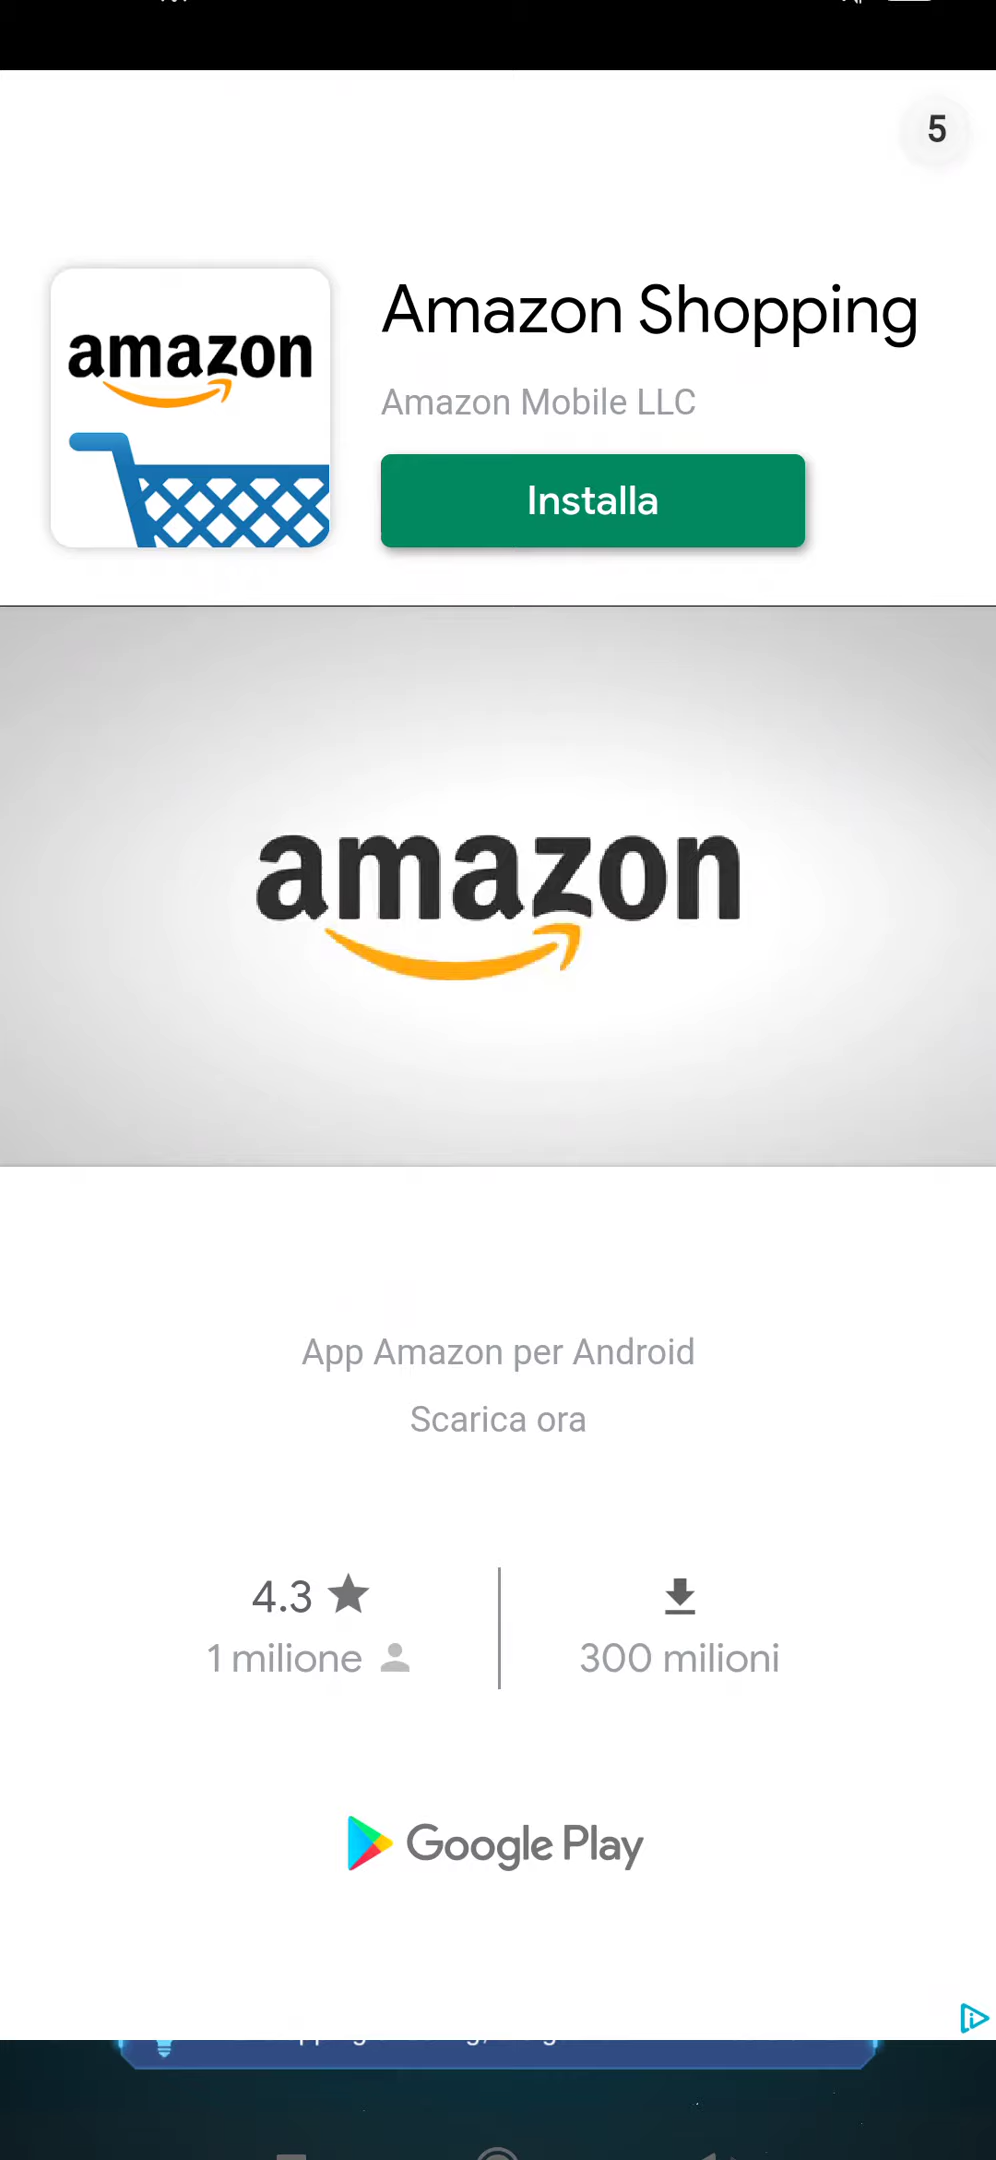 5
Amazon Shopping
amazon
Amazon Mobile LLC
Installa
amazon
App Amazon per Android
Scarica ora
4.3
1 milione
300 milioni
Google Play